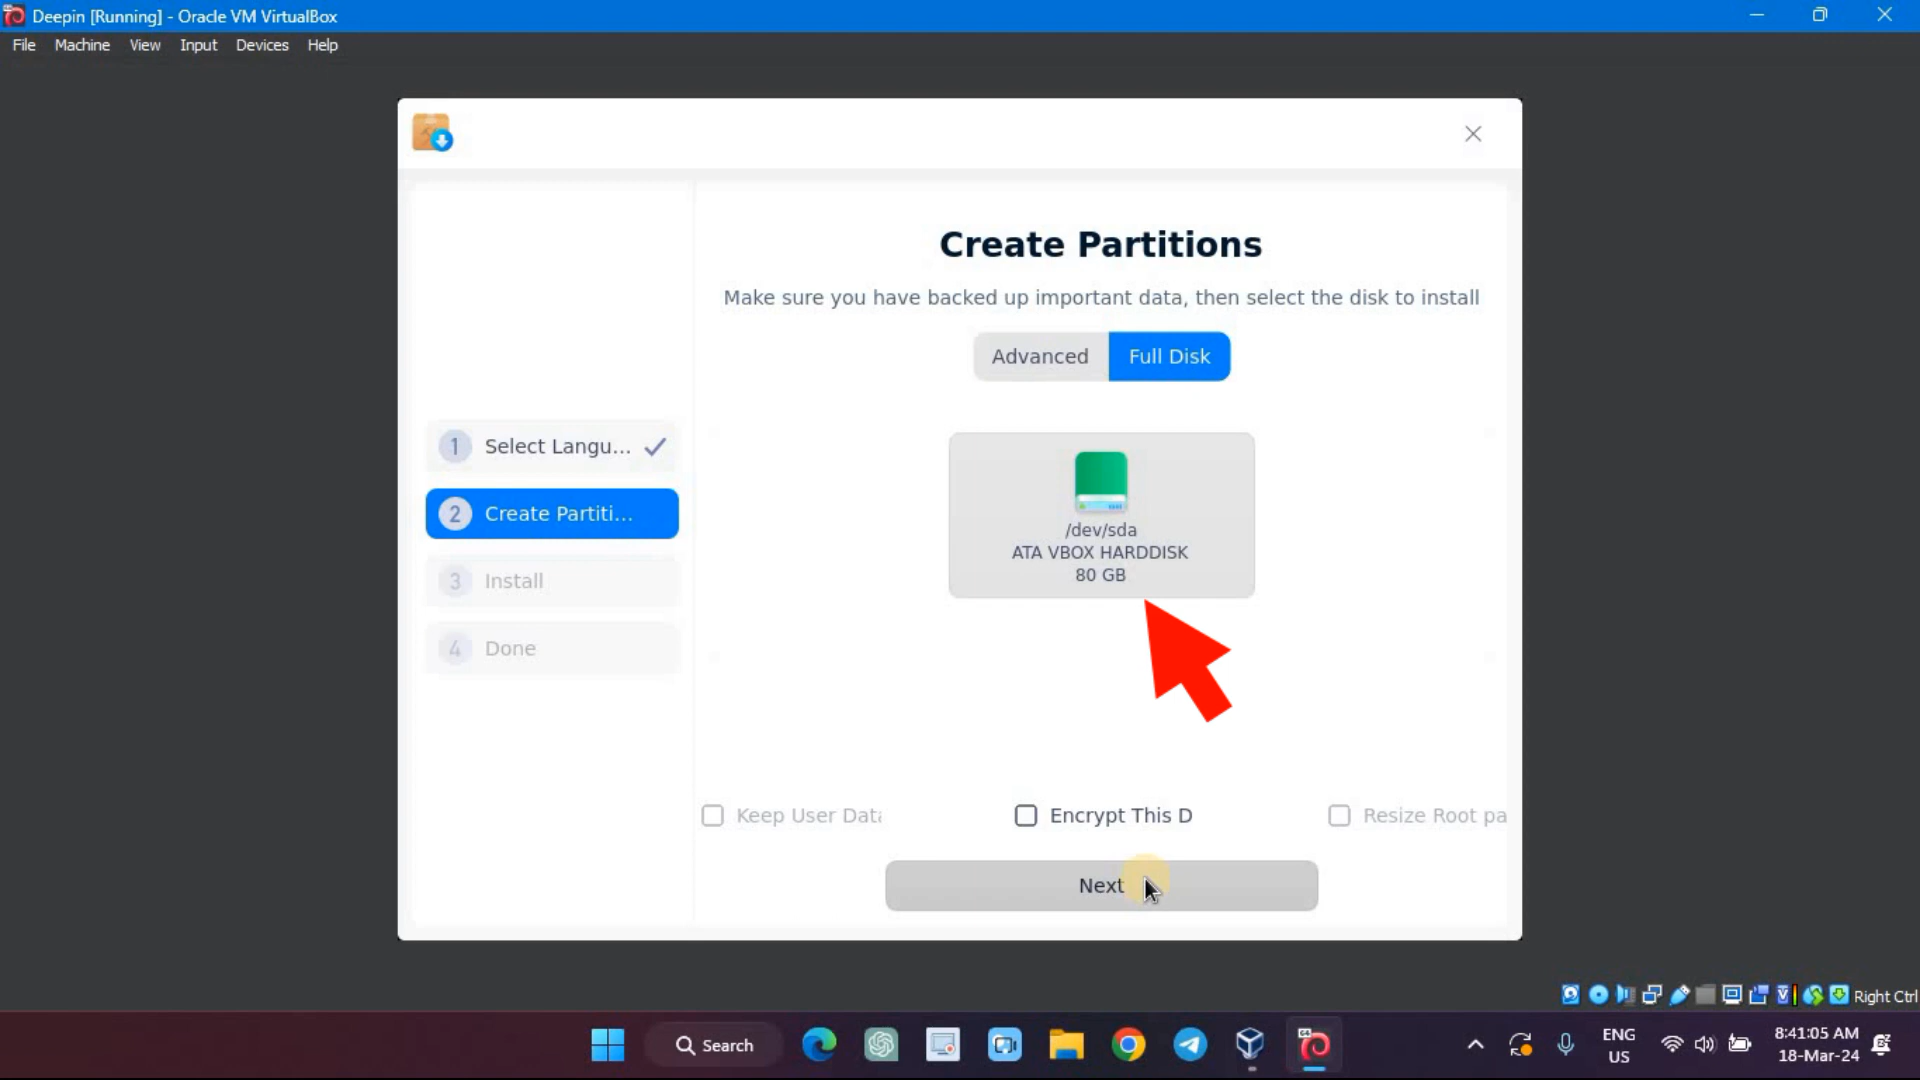 Deepin [Running] - Oracle VM VirtualBox
File Machine View Input Devices Help
Create Partitions
Make sure you have backed up important data, then select the disk to install
Advanced Full Disk
1 Select Langu...
2 Create Partiti...
3 Install
4 Done
/dev/sda
ATA VBOX HARDDISK
80 GB
Keep User Data
Encrypt This D
Resize Root pa
Next
Right Ctrl
Search
64
ENG
US
8:41:05 AM
18-Mar-24